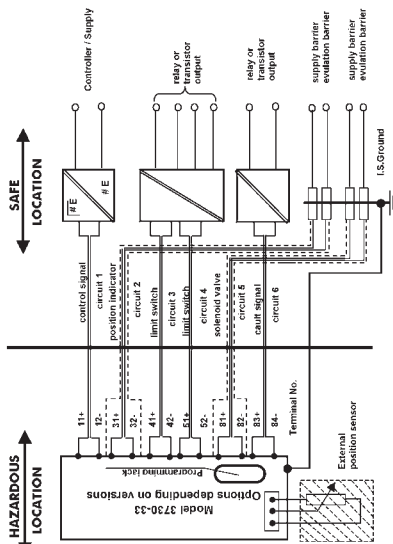 SAFE
LOCATION
HAZARDOUS
LOCATION
Controller / Supply
relay or
transistor
output
relay or
transistor
output
supply barrier
evulation barrier
supply barrier
evulation barrier
# E
# E
I.S.Ground
control signal
circuit 1
position indicator
circuit 2
limit switch
circuit 3
limit switch
circuit 4
solenoid valve
circuit 5
cault signal
circuit 6
11+
12-
31+
32-
41+
42-
51+
52-
81+
82-
83+
84-
Terminal No.
Programming jack
Model 3730-33
Options depending on versions
External
position sensor